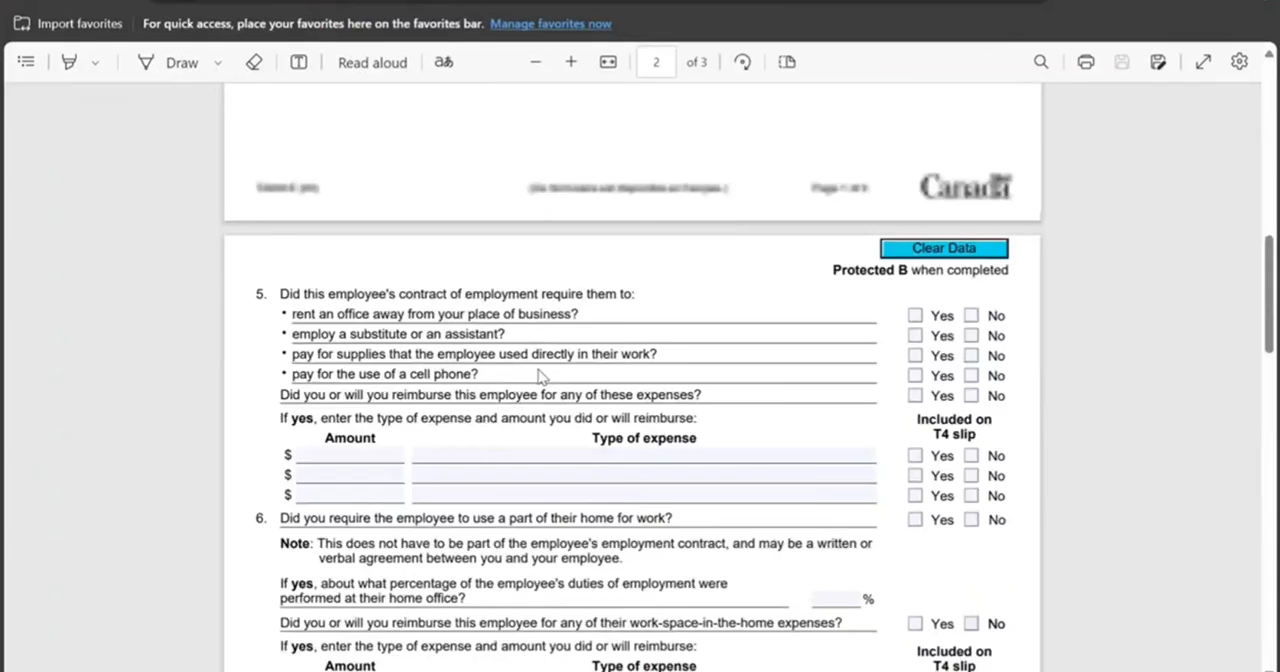 Import favorites For quick access, place your favorites here on the favorites bar. Manage favorites now
Draw Read aloud aあ 2 of 3
Canada
Clear Data
Protected B when completed
5. Did this employee's contract of employment require them to:
• rent an office away from your place of business? Yes No
• employ a substitute or an assistant? Yes No
• pay for supplies that the employee used directly in their work? Yes No
• pay for the use of a cell phone? Yes No
Did you or will you reimburse this employee for any of these expenses? Yes No
If yes, enter the type of expense and amount you did or will reimburse: Included on
T4 slip
Amount Type of expense
$ Yes No
$ Yes No
$ Yes No
6. Did you require the employee to use a part of their home for work? Yes No
Note: This does not have to be part of the employee's employment contract, and may be a written or
verbal agreement between you and your employee.
If yes, about what percentage of the employee's duties of employment were
performed at their home office? %
Did you or will you reimburse this employee for any of their work-space-in-the-home expenses? Yes No
If yes, enter the type of expense and amount you did or will reimburse: Included on
Amount Type of expense T4 slip